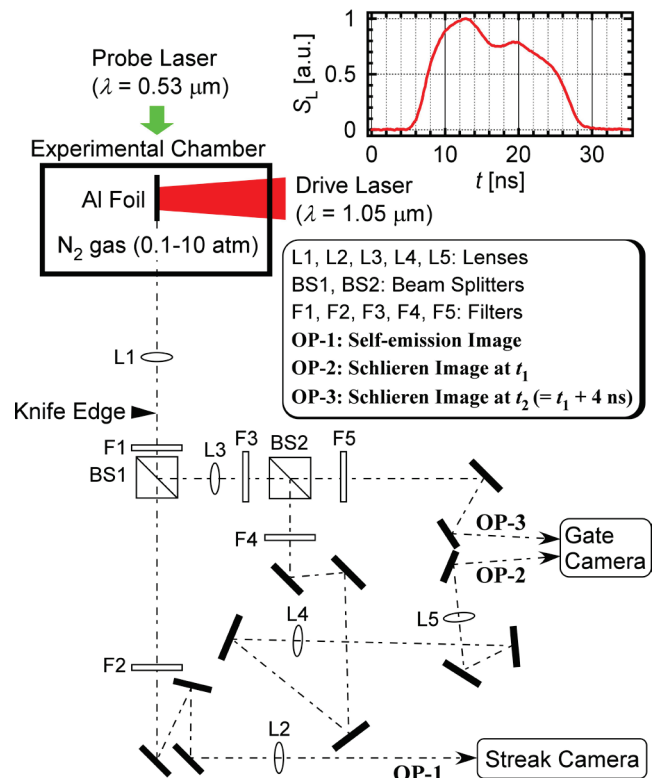 Probe Laser
(λ = 0.53 μm)
Experimental Chamber
Al Foil
N₂ gas (0.1-10 atm)
Drive Laser
(λ = 1.05 μm)
S_L [a.u.]
1
0.5
0
0
10
20
30
t [ns]
L1, L2, L3, L4, L5: Lenses
BS1, BS2: Beam Splitters
F1, F2, F3, F4, F5: Filters
OP-1: Self-emission Image
OP-2: Schlieren Image at t₁
OP-3: Schlieren Image at t₂ (= t₁ + 4 ns)
L1
Knife Edge
F1
BS1
L3
F3
BS2
F5
F4
OP-3
OP-2
Gate
Camera
L4
L5
F2
L2
OP-1
Streak Camera